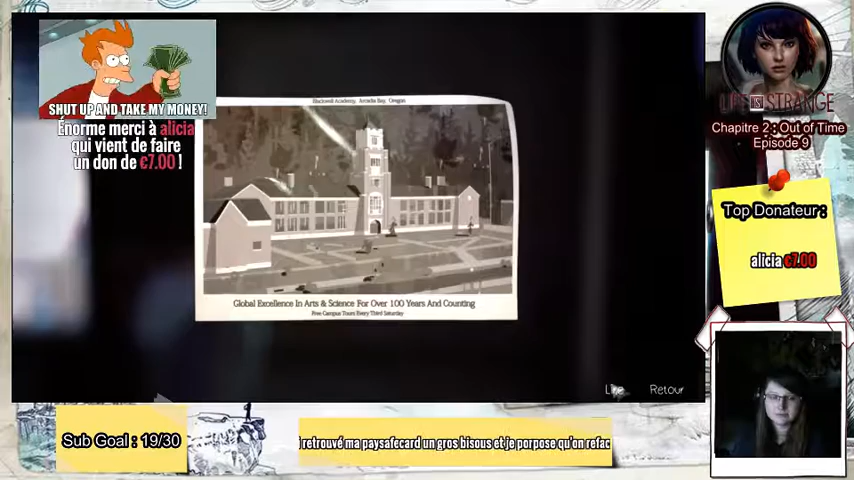 SHUT UP AND TAKE MY MONEY!
Énorme merci à alicia
qui vient de faire
un don de €7.00 !
Blackwell Academy, Arcadia Bay, Oregon
Global Excellence In Arts & Science For Over 100 Years And Counting
Free Campus Tours Every Third Saturday
Lire
Retour
LIFE IS STRANGE
Chapitre 2 : Out of Time
Episode 9
Top Donateur :
alicia €7.00
Sub Goal : 19/30
retrouvé ma paysafecard un gros bisous et je porpose qu'on refac